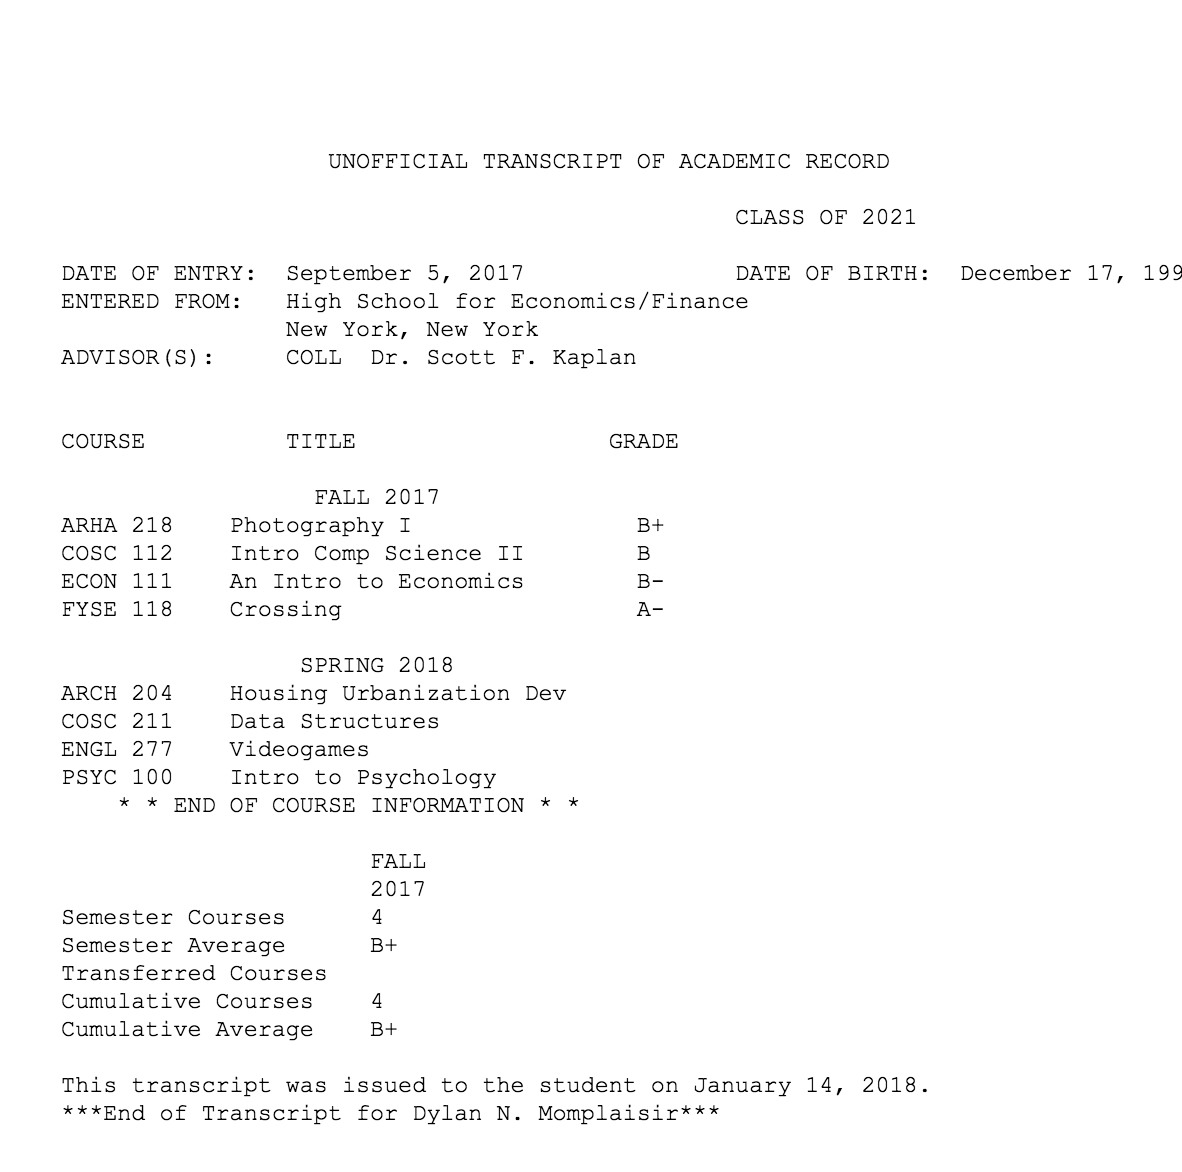 UNOFFICIAL TRANSCRIPT OF ACADEMIC RECORD
CLASS OF 2021
DATE OF ENTRY: September 5, 2017 DATE OF BIRTH: December 17, 199
ENTERED FROM: High School for Economics/Finance
New York, New York
ADVISOR(S): COLL Dr. Scott F. Kaplan
COURSE TITLE GRADE
FALL 2017
ARHA 218 Photography I B+
COSC 112 Intro Comp Science II B
ECON 111 An Intro to Economics B-
FYSE 118 Crossing A-
SPRING 2018
ARCH 204 Housing Urbanization Dev
COSC 211 Data Structures
ENGL 277 Videogames
PSYC 100 Intro to Psychology
* * END OF COURSE INFORMATION * *
FALL
2017
Semester Courses 4
Semester Average B+
Transferred Courses
Cumulative Courses 4
Cumulative Average B+
This transcript was issued to the student on January 14, 2018.
***End of Transcript for Dylan N. Momplaisir***